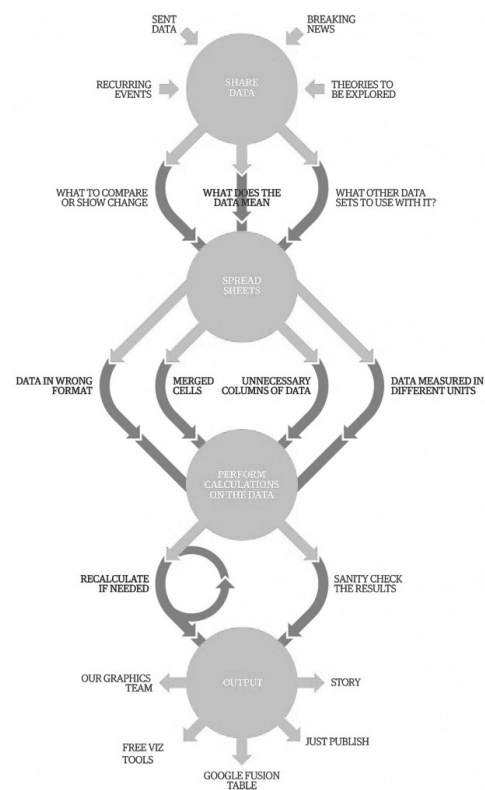 SENT
DATA
BREAKING
NEWS
SHARE
DATA
RECURRING
EVENTS
THEORIES TO
BE EXPLORED
WHAT TO COMPARE
OR SHOW CHANGE
WHAT DOES THE
DATA MEAN
WHAT OTHER DATA
SETS TO USE WITH IT?
SPREAD
SHEETS
DATA IN WRONG
FORMAT
MERGED
CELLS
UNNECESSARY
COLUMNS OF DATA
DATA MEASURED IN
DIFFERENT UNITS
PERFORM
CALCULATIONS
ON THE DATA
RECALCULATE
IF NEEDED
SANITY CHECK
THE RESULTS
OUR GRAPHICS
TEAM
OUTPUT
STORY
FREE VIZ
TOOLS
JUST PUBLISH
GOOGLE FUSION
TABLE